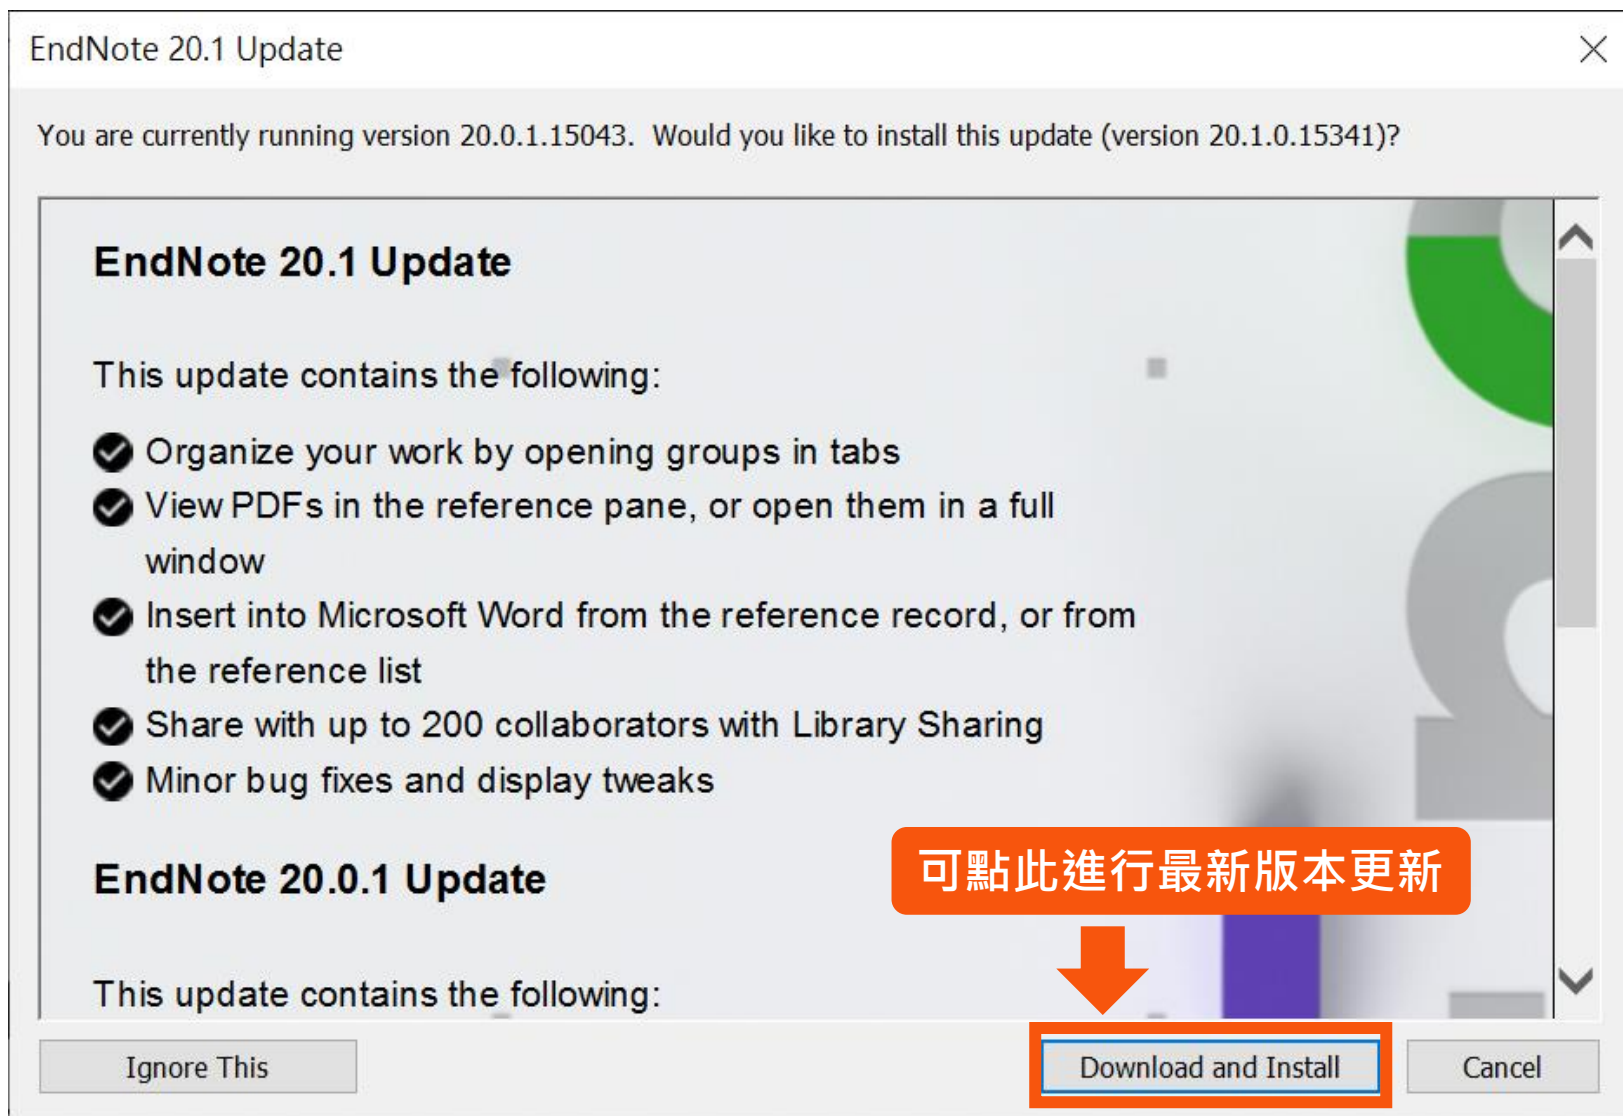 EndNote 20.1 Update
You are currently running version 20.0.1.15043.  Would you like to install this update (version 20.1.0.15341)?
EndNote 20.1 Update
This update contains the following:
Organize your work by opening groups in tabs
View PDFs in the reference pane, or open them in a full
window
Insert into Microsoft Word from the reference record, or from
the reference list
Share with up to 200 collaborators with Library Sharing
Minor bug fixes and display tweaks
可點此進行最新版本更新
EndNote 20.0.1 Update
This update contains the following:
Ignore This
Download and Install
Cancel